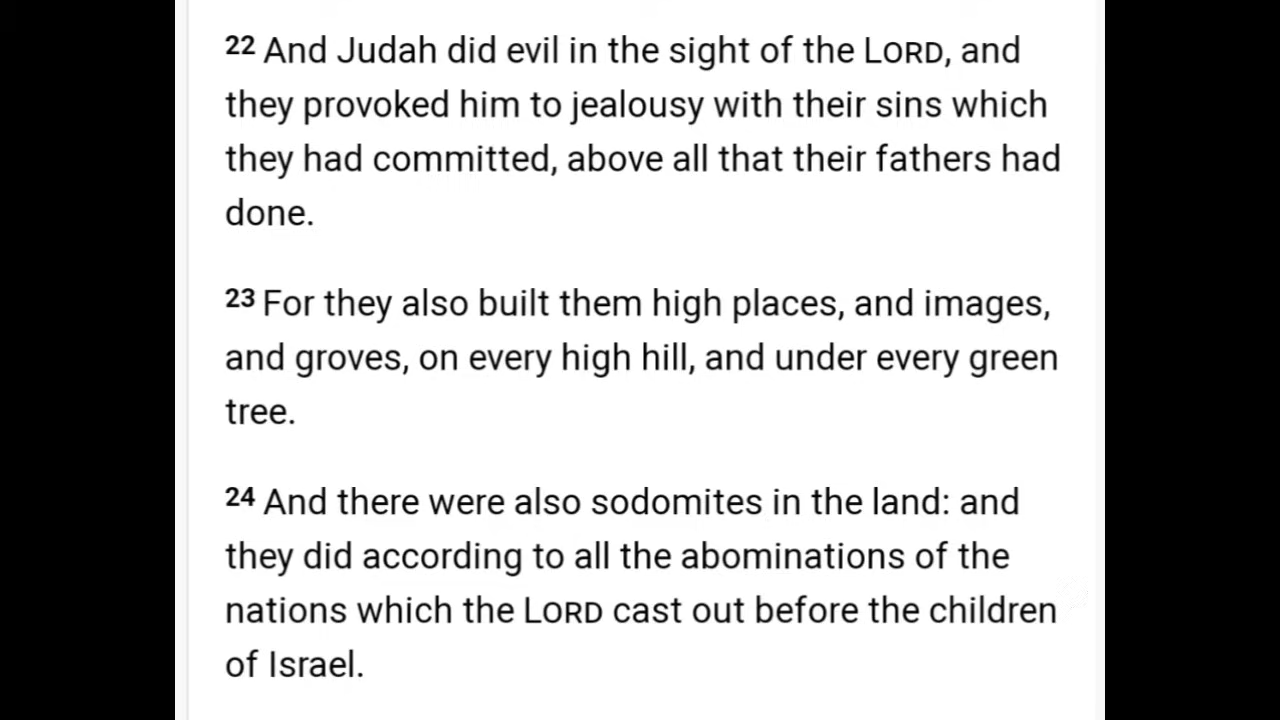 22 And Judah did evil in the sight of the LORD, and
they provoked him to jealousy with their sins which
they had committed, above all that their fathers had
done.
23 For they also built them high places, and images,
and groves, on every high hill, and under every green
tree.
24 And there were also sodomites in the land: and
they did according to all the abominations of the
nations which the LORD cast out before the children
of Israel.